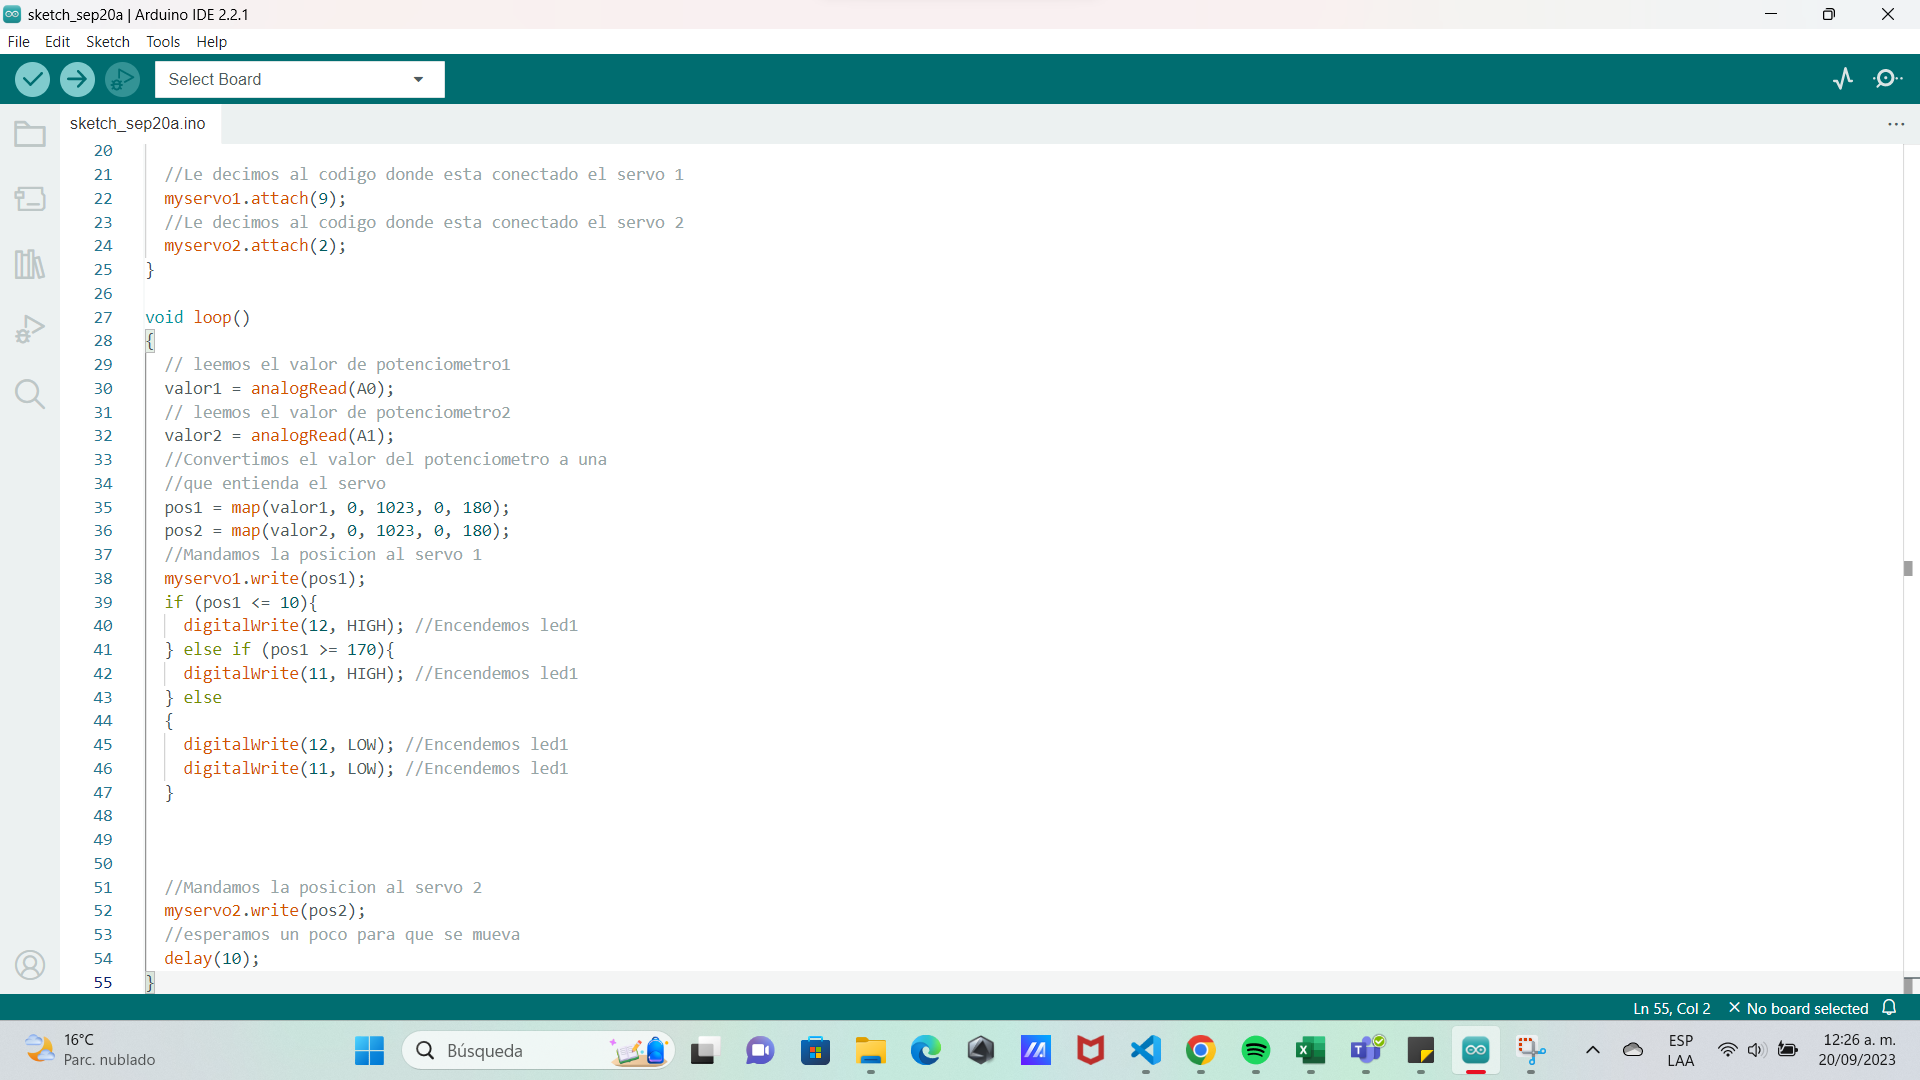 sketch_sep20a | Arduino IDE 2.2.1
File Edit Sketch Tools Help
Select Board
sketch_sep20a.ino
20
21 //Le decimos al codigo donde esta conectado el servo 1
22 myservo1.attach(9);
23 //Le decimos al codigo donde esta conectado el servo 2
24 myservo2.attach(2);
25 }
26
27 void loop()
28 {
29 // leemos el valor de potenciometro1
30 valor1 = analogRead(A0);
31 // leemos el valor de potenciometro2
32 valor2 = analogRead(A1);
33 //Convertimos el valor del potenciometro a una
34 //que entienda el servo
35 pos1 = map(valor1, 0, 1023, 0, 180);
36 pos2 = map(valor2, 0, 1023, 0, 180);
37 //Mandamos la posicion al servo 1
38 myservo1.write(pos1);
39 if (pos1 <= 10){
40 digitalWrite(12, HIGH); //Encendemos led1
41 } else if (pos1 >= 170){
42 digitalWrite(11, HIGH); //Encendemos led1
43 } else
44 {
45 digitalWrite(12, LOW); //Encendemos led1
46 digitalWrite(11, LOW); //Encendemos led1
47 }
48
49
50
51 //Mandamos la posicion al servo 2
52 myservo2.write(pos2);
53 //esperamos un poco para que se mueva
54 delay(10);
55 }
Ln 55, Col 2 No board selected
16°C
Parc. nublado
Búsqueda
ESP
LAA
12:26 a. m.
20/09/2023